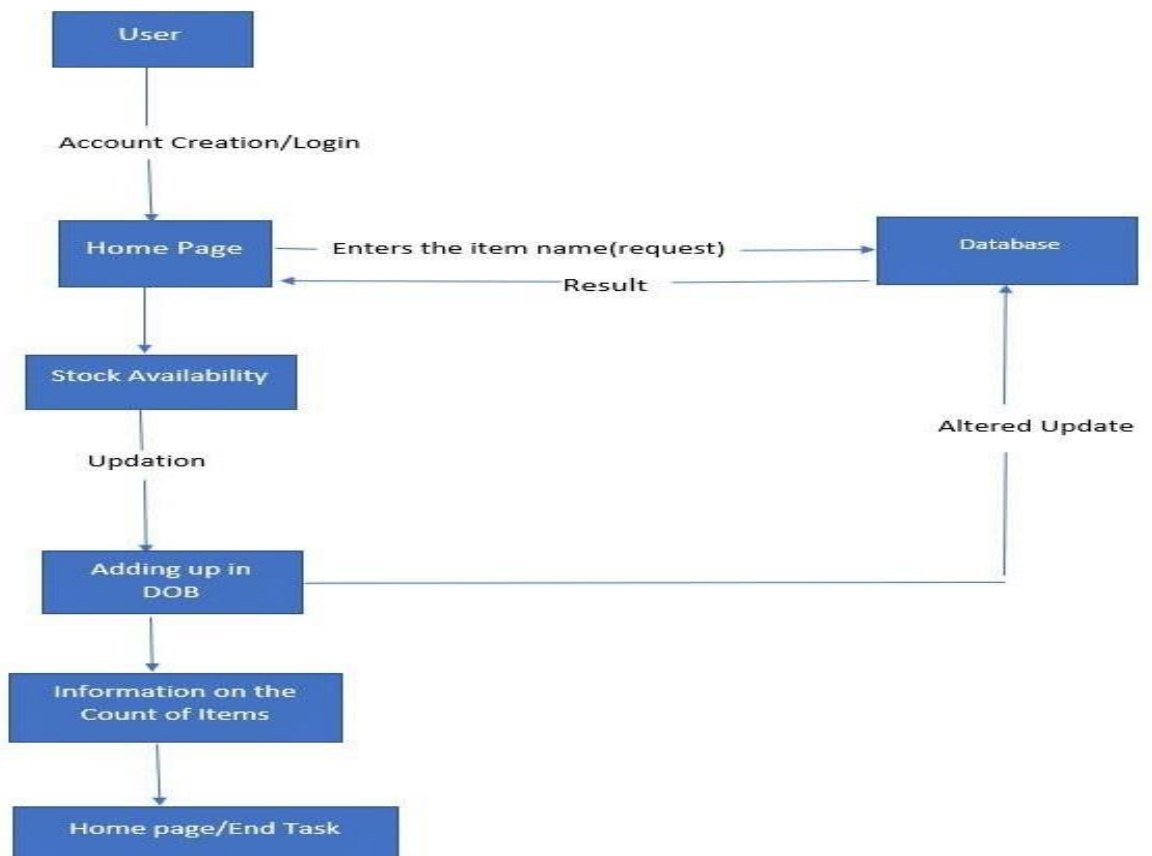 User
Account Creation/Login
Home Page
Enters the item name(request)
Database
Result
Stock Availability
Altered Update
Updation
Adding up in
DOB
Information on the
Count of Items
Home page/End Task